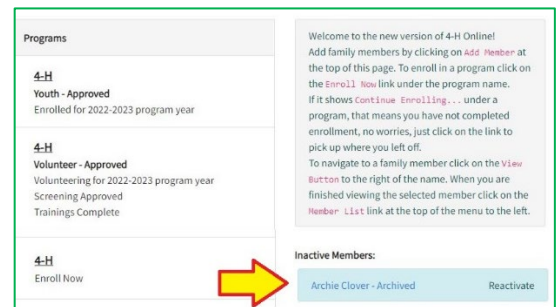 Programs
4-H
Youth - Approved
Enrolled for 2022-2023 program year
4-H
Volunteer - Approved
Volunteering for 2022-2023 program year
Screening Approved
Trainings Complete
4-H
Enroll Now
Welcome to the new version of 4-H Online!
Add family members by clicking on Add Member at
the top of this page. To enroll in a program click on
the Enroll Now link under the program name.
If it shows Continue Enrolling... under a
program, that means you have not completed
enrollment, no worries, just click on the link to
pick up where you left off.
To navigate to a family member click on the View
Button to the right of the name. When you are
finished viewing the selected member click on the
Member List link at the top of the menu to the left.
Inactive Members:
Archie Clover - Archived Reactivate